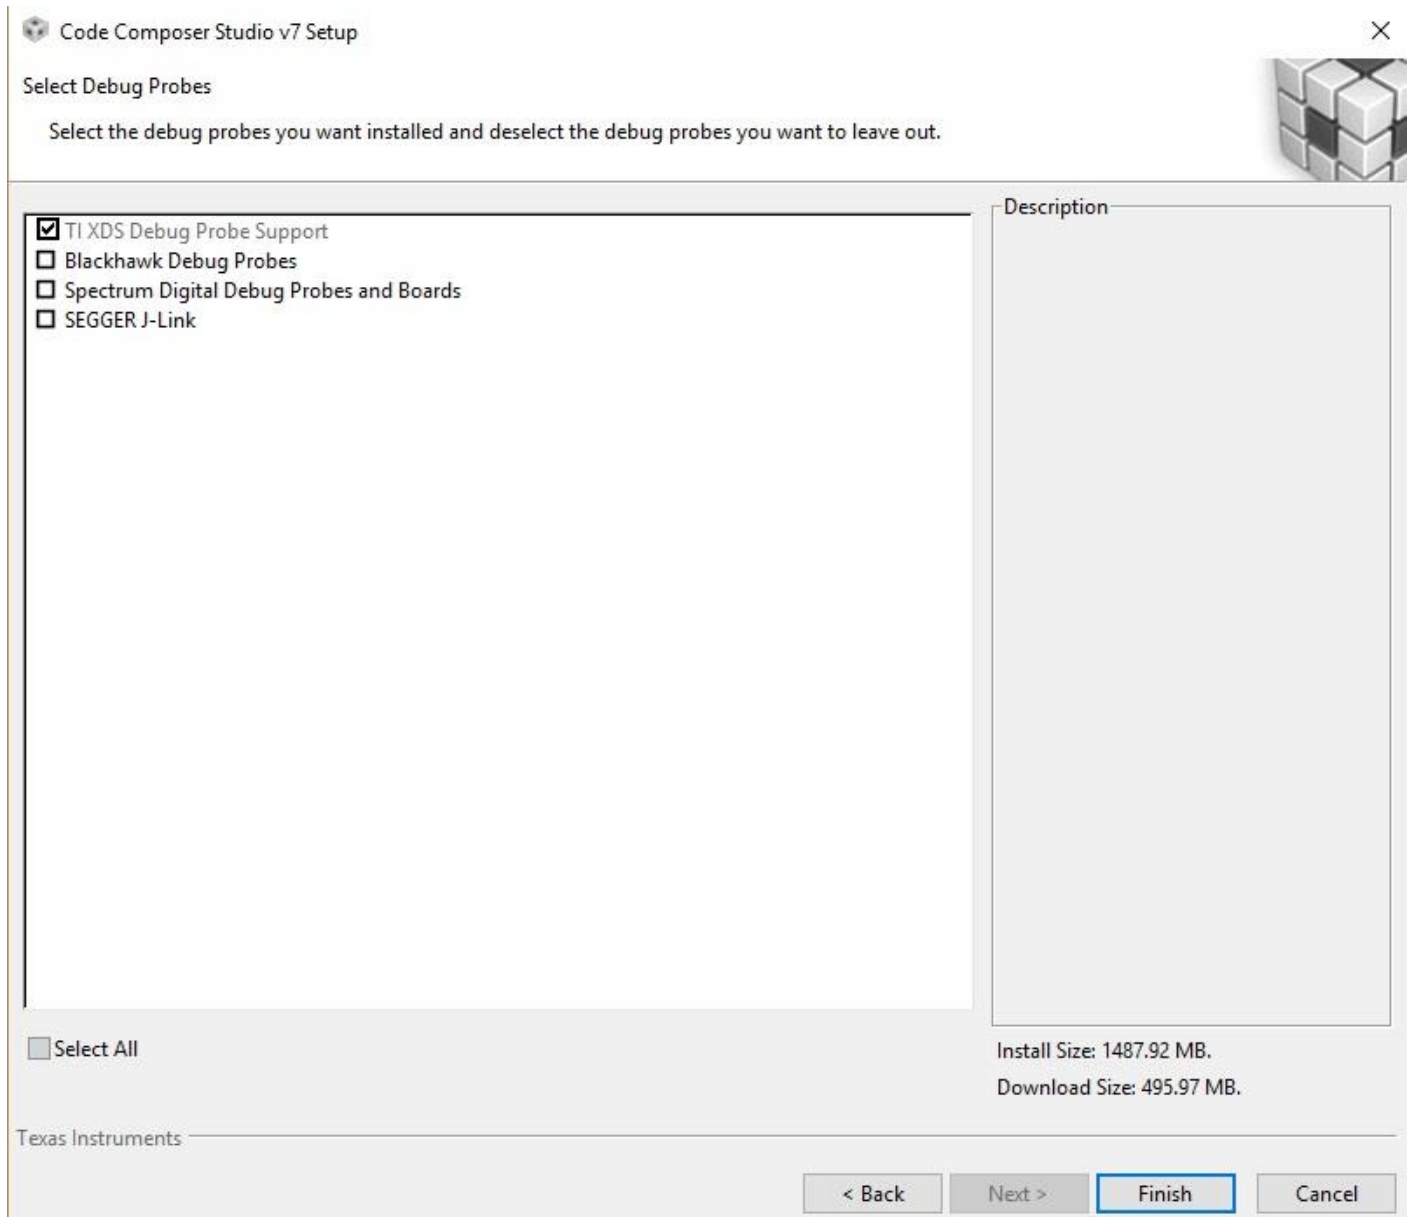 Code Composer Studio v7 Setup
Select Debug Probes
Select the debug probes you want installed and deselect the debug probes you want to leave out.
TI XDS Debug Probe Support
Blackhawk Debug Probes
Spectrum Digital Debug Probes and Boards
SEGGER J-Link
Description
Select All
Install Size: 1487.92 MB.
Download Size: 495.97 MB.
Texas Instruments
< Back
Next >
Finish
Cancel